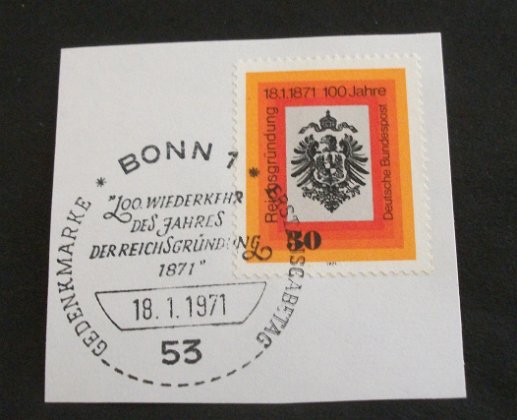 18.1.1871 100 Jahre
Reichsgründung
Deutsche Bundespost
30
BONN 1
"100. WIEDERKEHR
DES JAHRES
DER REICHSGRÜNDUNG
1871"
18.1.1971
53
* GEDENKMARKE
* ERSTAUSGABETAG